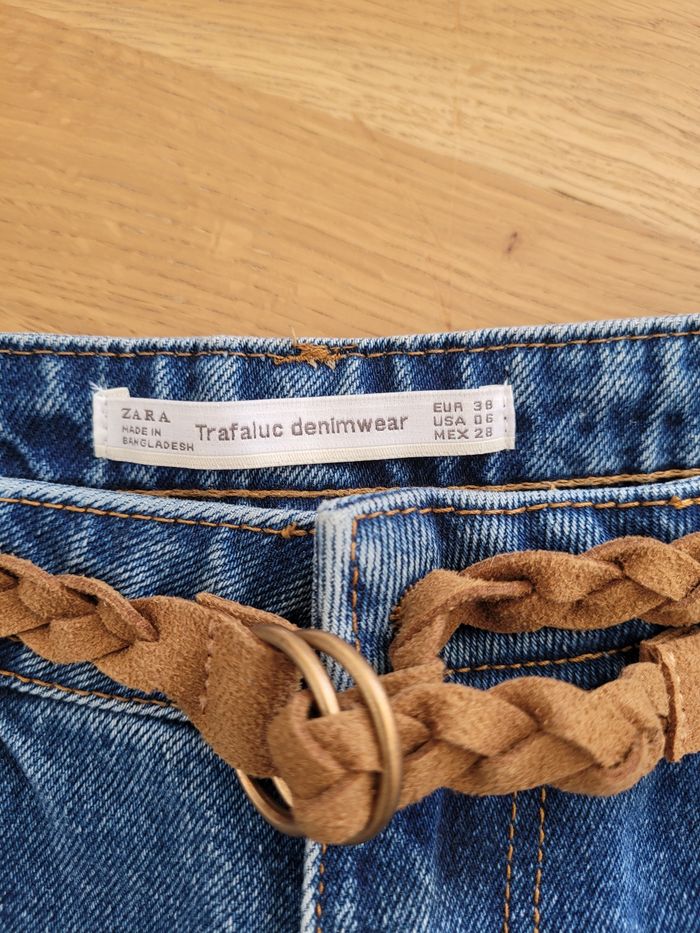 ZARA
MADE IN
BANGLADESH
Trafaluc denimwear
EUR 38
USA 06
MEX 28